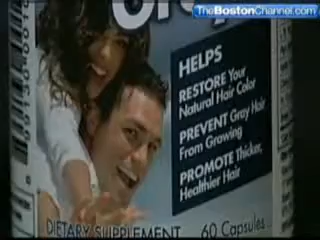 TheBostonChannel.com
HELPS
RESTORE Your
Natural Hair Color
PREVENT Gray Hair
From Growing
PROMOTE Thicker,
Healthier Hair
DIETARY SUPPLEMENT 60 Capsules